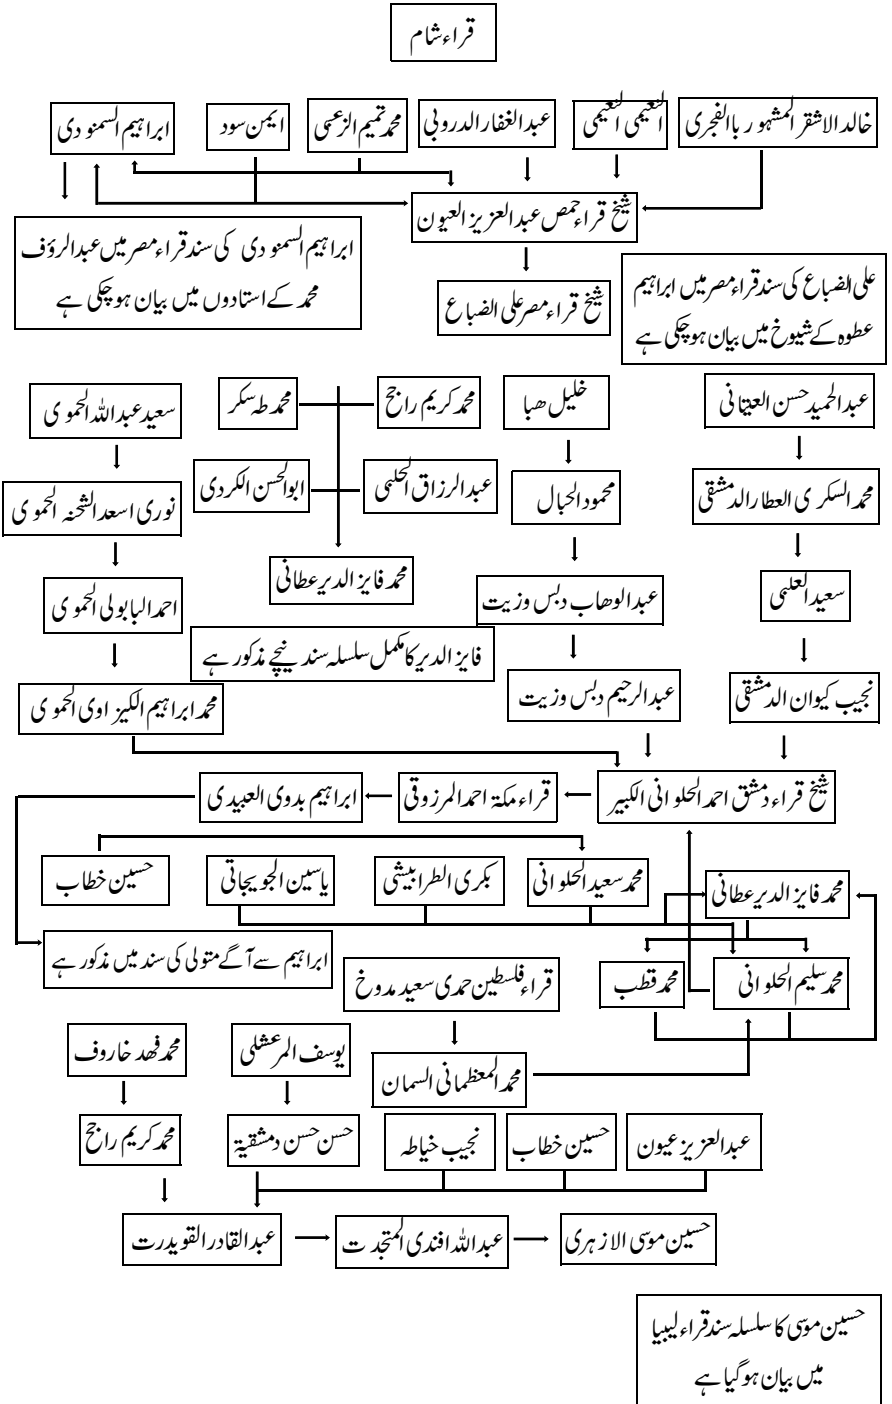 قراء شام
خالد الاشقر المشہور باالفجری
النعیمی النعیمی
عبدالغفار الدروبی
محمد تمیم الزعبی
ایمن سود
ابراہیم السمنودی
شیخ قراء حمص عبدالعزیز العیون
ابراہیم السمنودی کی سند قراء مصر میں عبدالرؤف
محمد کے استادوں میں بیان ہوچکی ہے
علی الضباع کی سند قراء مصر میں ابراہیم
عطوہ کے شیوخ میں بیان ہوچکی ہے
شیخ قراء مصر علی الضباع
عبدالحمید حسن العیتانی
خلیل ھبا
محمد کریم راجح
محمد طہ سکر
سعید عبداللہ الحموی
محمد السکری العطار الدمشقی
محمود الحبال
عبدالرزاق الحلبی
ابوالحسن الکردی
نوری اسعد الشحنہ الحموی
سعید العلبی
عبدالوھاب دبس وزیت
محمد فایز الدیرعطانی
احمد البابولی الحموی
فایز الدیر کا مکمل سلسلہ سند نیچے مذکور ہے
نجیب کیوان الدمشقی
عبدالرحیم دبس وزیت
محمد ابراہیم الکیزاوی الحموی
شیخ قراء دمشق احمد الحلوانی الکبیر
قراء مکۃ احمد المرزوقی
ابراہیم بدوی العبیدی
محمد فایز الدیرعطانی
محمد سعید الحلوانی
بکری الطرابیشی
یاسین الجویجاتی
حسین خطاب
ابراہیم سے آگے متولی کی سند میں مذکور ہے
محمد سلیم الحلوانی
محمد قطب
قراء فلسطین حمدی سعید مدوخ
یوسف المرعشلی
محمد فھد خاروف
محمد المعظمانی السمان
عبدالعزیز عیون
حسین خطاب
نجیب خیاطہ
حسن حسن دمشقیۃ
محمد کریم راجح
حسین موسی الازہری
عبداللہ افندی المتجدت
عبدالقادر القویدرت
حسین موسی کا سلسلہ سند قراء لیبیا
میں بیان ہوگیا ہے